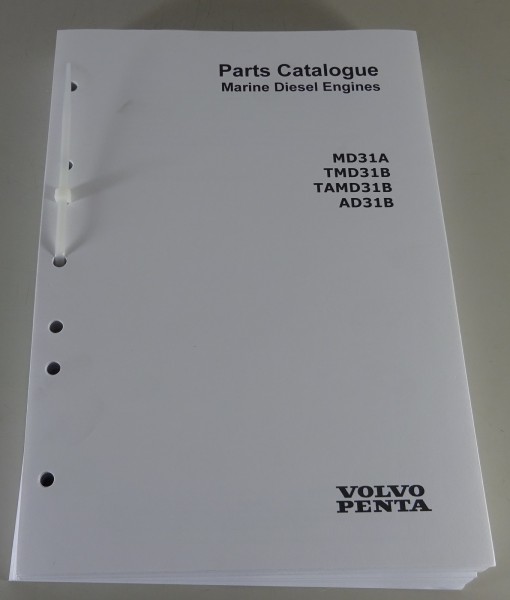 Parts Catalogue
Marine Diesel Engines
MD31A
TMD31B
TAMD31B
AD31B
VOLVO
PENTA